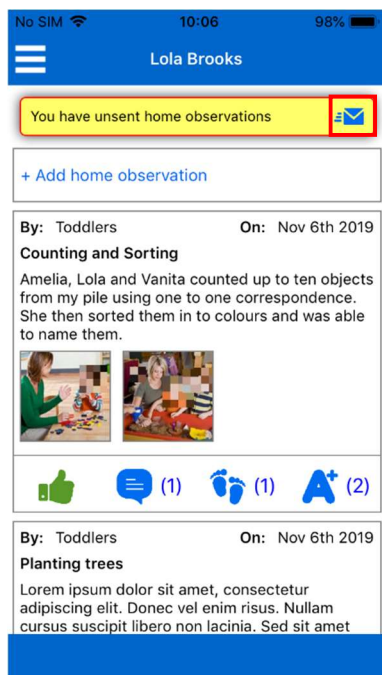 No SIM 10:06 98%
Lola Brooks
You have unsent home observations
+ Add home observation
By: Toddlers On: Nov 6th 2019
Counting and Sorting
Amelia, Lola and Vanita counted up to ten objects
from my pile using one to one correspondence.
She then sorted them in to colours and was able
to name them.
(1) (1) A+ (2)
By: Toddlers On: Nov 6th 2019
Planting trees
Lorem ipsum dolor sit amet, consectetur
adipiscing elit. Donec vel enim risus. Nullam
cursus suscipit libero non lacinia. Sed sit amet